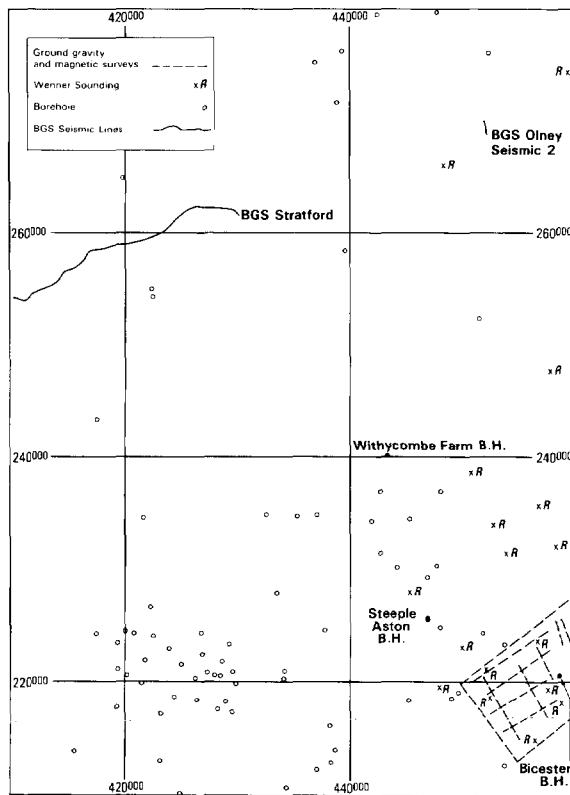 420000
440000
Ground gravity
and magnetic surveys
Wenner Sounding
xR
Borehole
BGS Seismic Lines
R x
BGS Olney
Seismic 2
x R
BGS Stratford
260000
260000
x R
Withycombe Farm B.H.
240000
240000
x R
x R
x R
x R
x R
x R
Steeple
Aston
B.H.
x R
x R
x R
220000
220000
x R
x R
R x
x R
R x
Bicester
B.H.
420000
440000